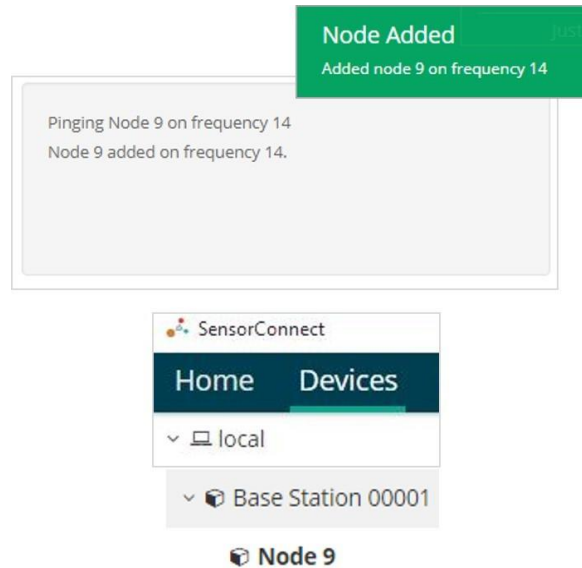 Node Added
Just
Added node 9 on frequency 14
Pinging Node 9 on frequency 14
Node 9 added on frequency 14.
SensorConnect
Home Devices
local
Base Station 00001
Node 9